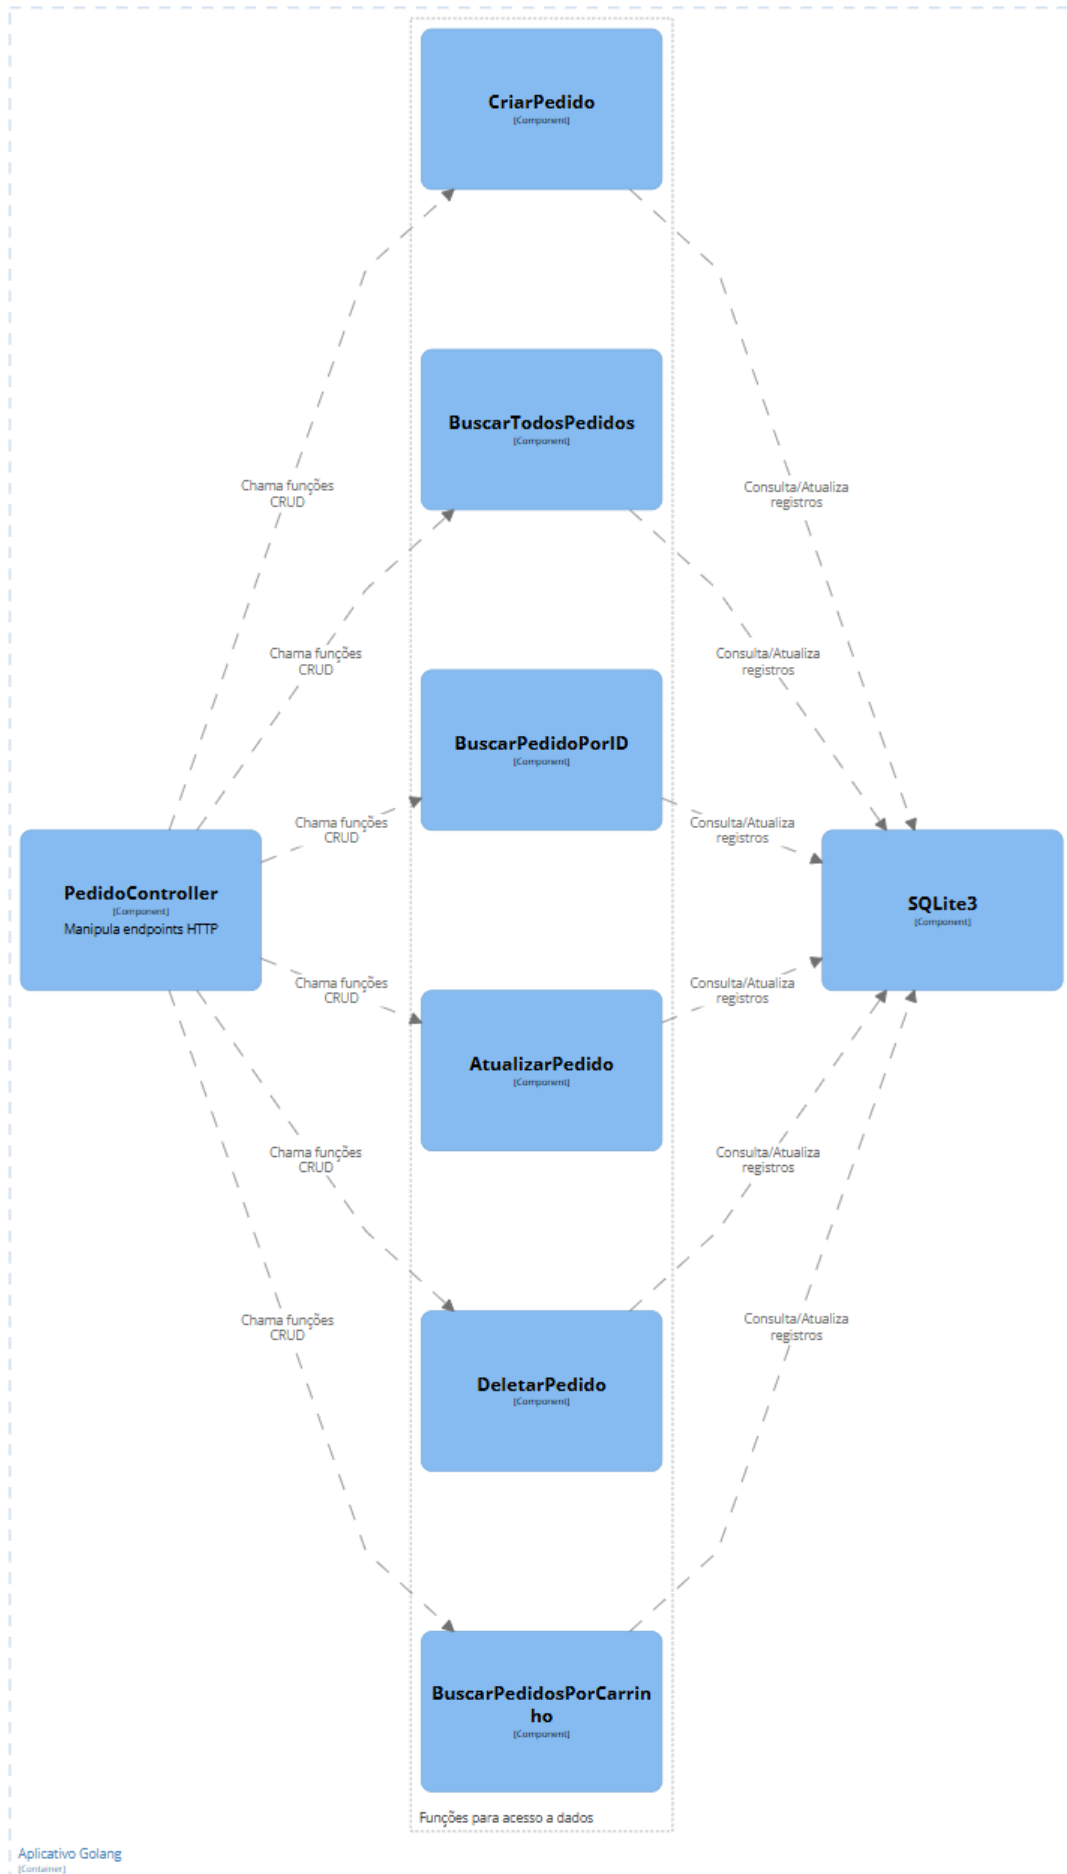 CriarPedido
[Component]
BuscarTodosPedidos
[Component]
Chama funções
CRUD
Consulta/Atualiza
registros
Chama funções
CRUD
Consulta/Atualiza
registros
BuscarPedidoPorID
[Component]
Chama funções
CRUD
Consulta/Atualiza
registros
PedidoController
[Component]
Manipula endpoints HTTP
SQLite3
[Component]
Chama funções
CRUD
Consulta/Atualiza
registros
AtualizarPedido
[Component]
Chama funções
CRUD
Consulta/Atualiza
registros
Chama funções
CRUD
Consulta/Atualiza
registros
DeletarPedido
[Component]
BuscarPedidosPorCarrin
ho
[Component]
Funções para acesso a dados
Aplicativo Golang
[Container]